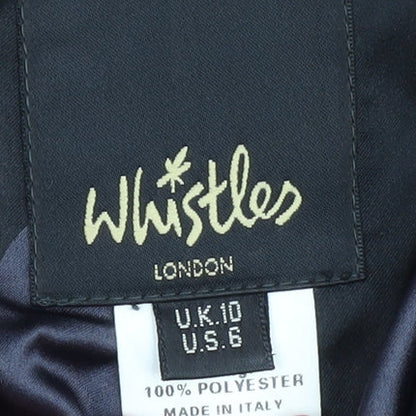 Whistles
LONDON
U.K.10
U.S.6
100% POLYESTER
MADE IN ITALY